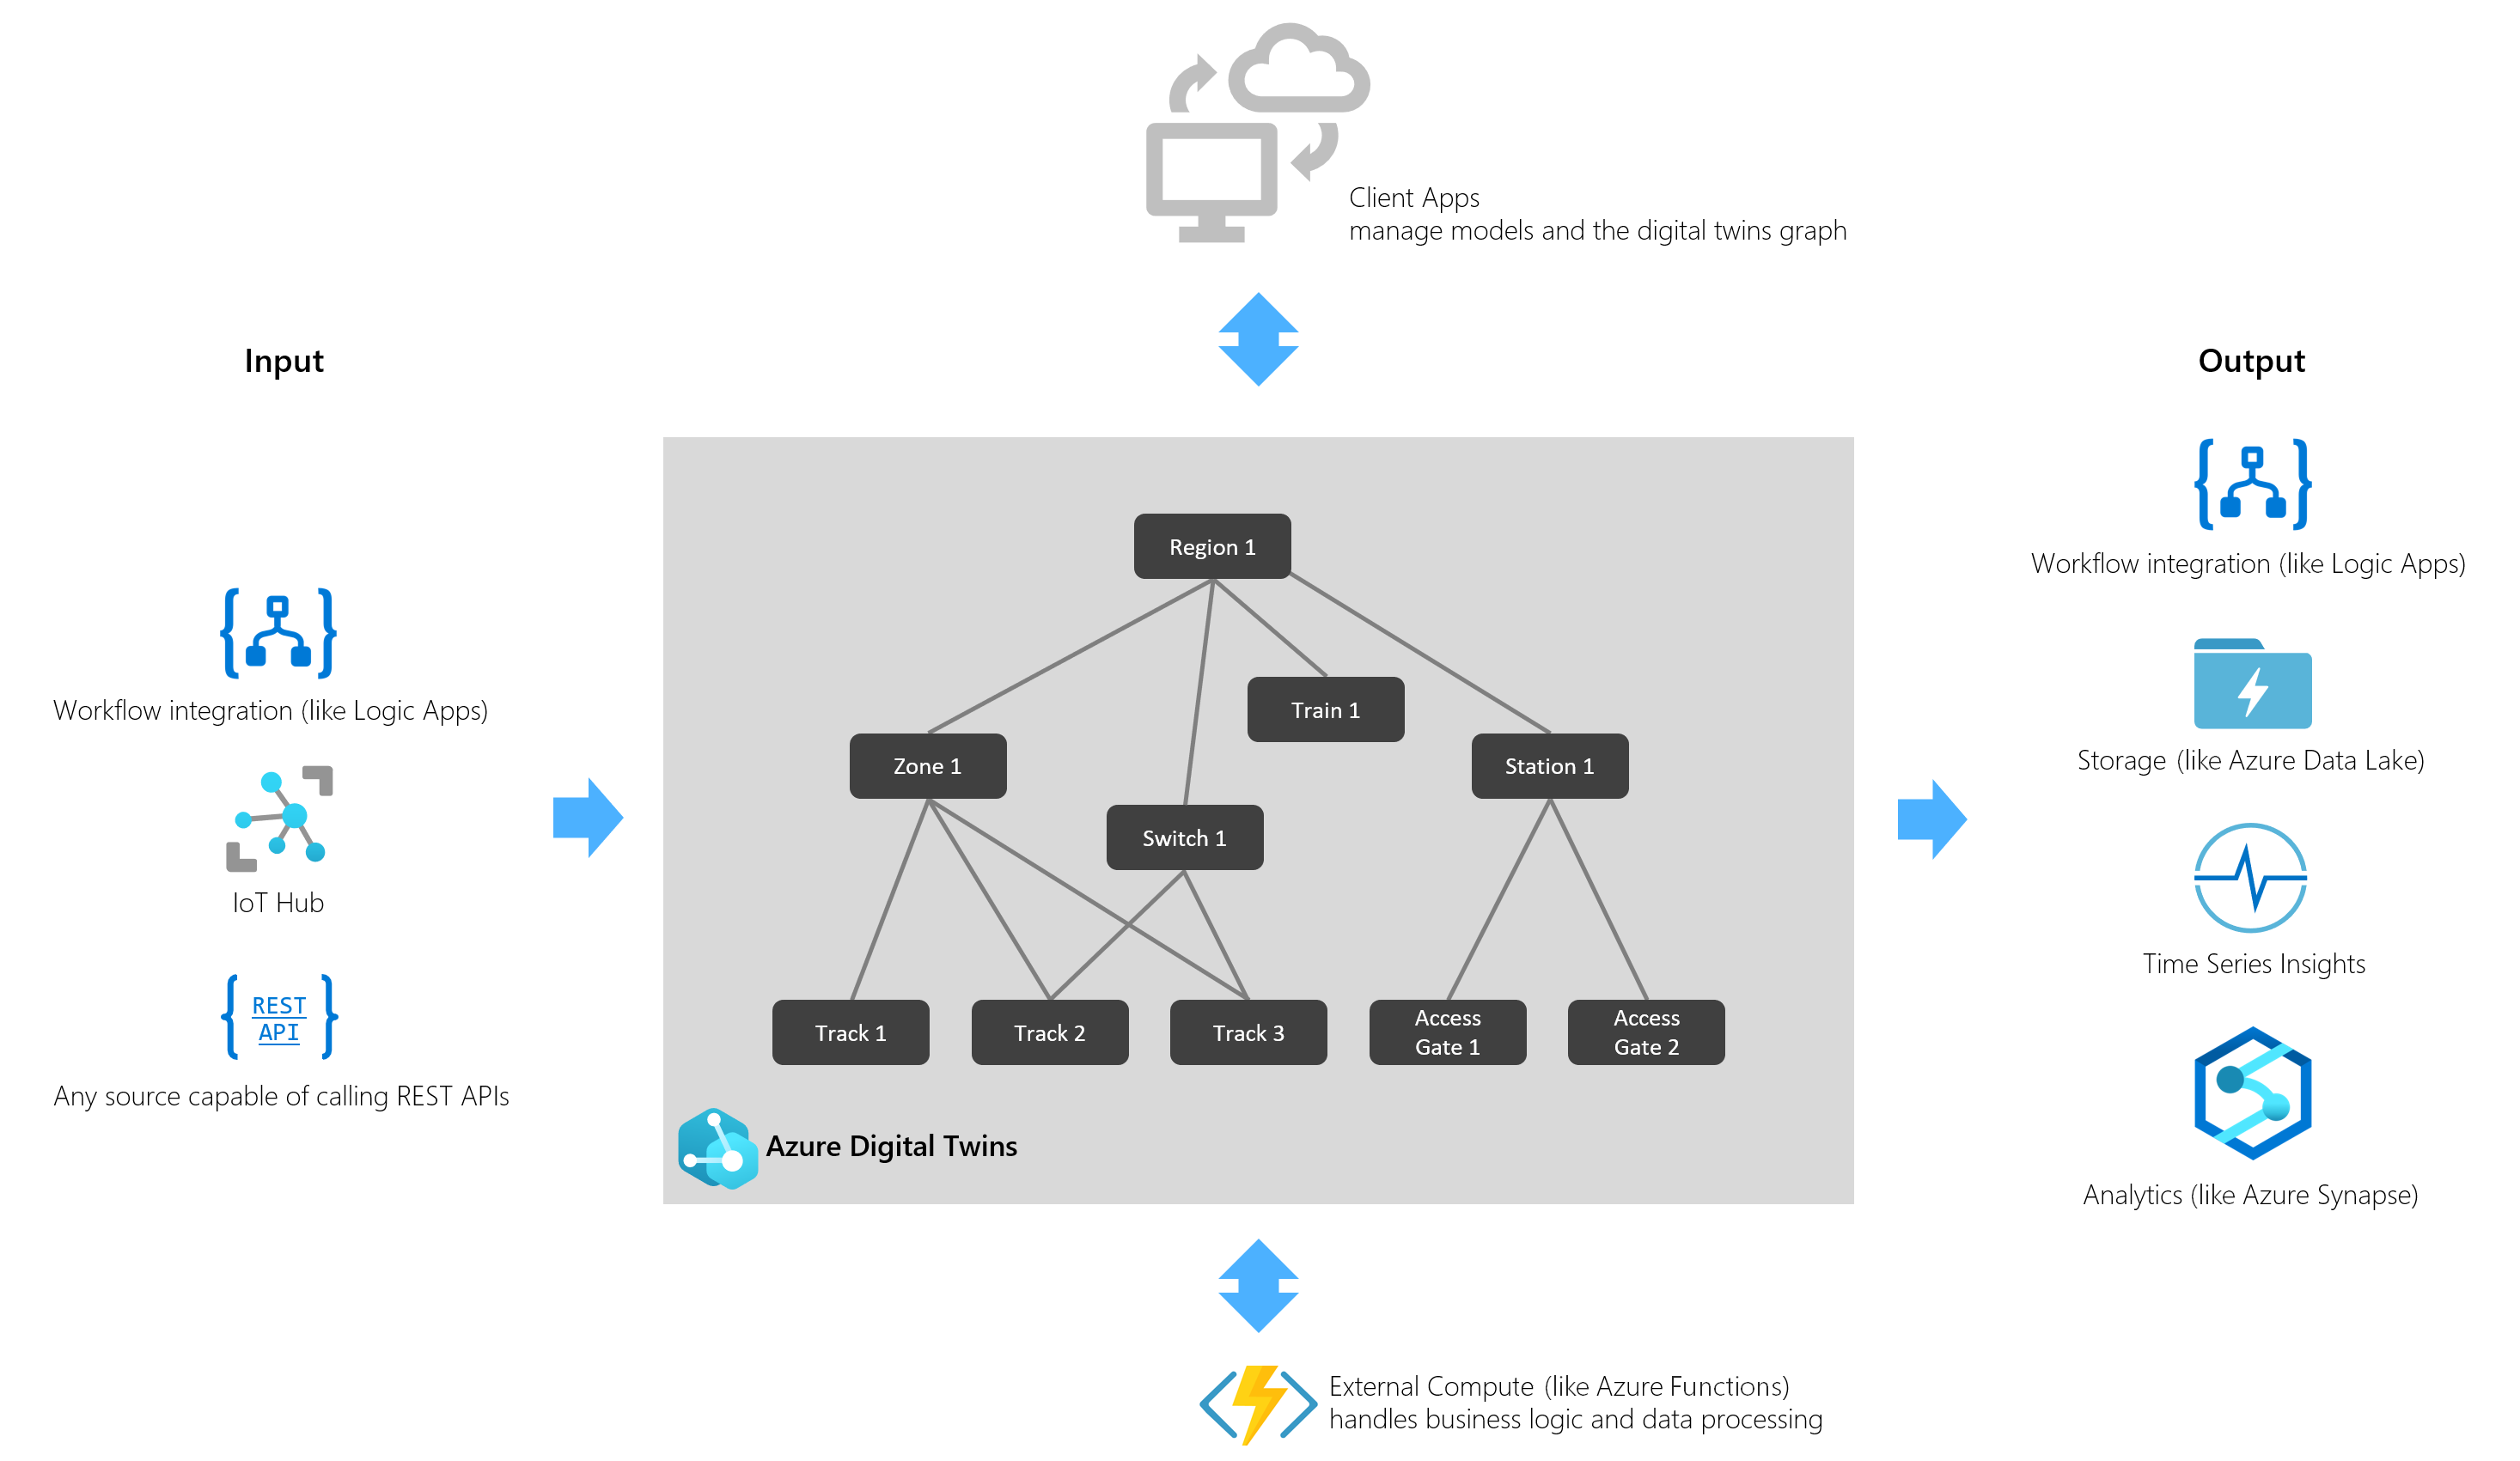 Client Apps
manage models and the digital twins graph
Input
Workflow integration (like Logic Apps)
IoT Hub
REST
API
Any source capable of calling REST APIs
Region 1
Train 1
Zone 1
Station 1
Switch 1
Track 1
Track 2
Track 3
Access
Gate 1
Access
Gate 2
Azure Digital Twins
Output
Workflow integration (like Logic Apps)
Storage (like Azure Data Lake)
Time Series Insights
Analytics (like Azure Synapse)
External Compute (like Azure Functions)
handles business logic and data processing